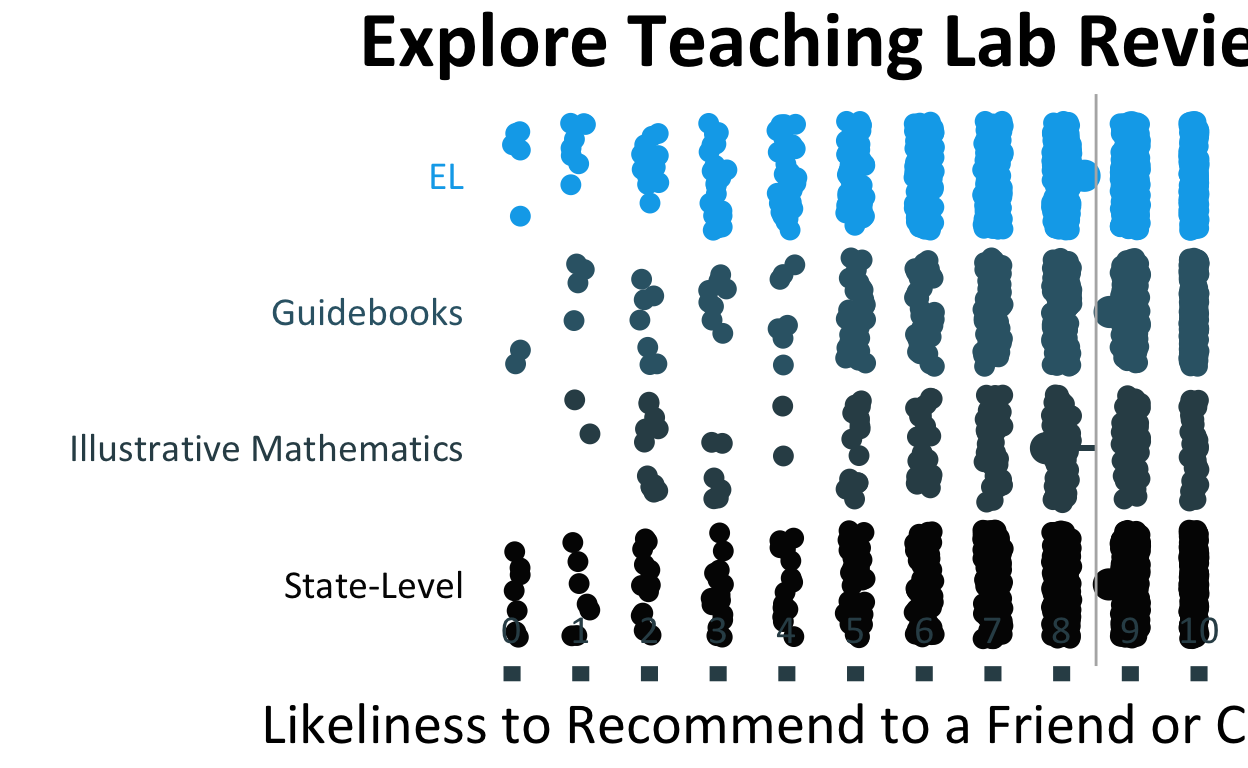 Explore Teaching Lab Revie
EL
Guidebooks
Illustrative Mathematics
State-Level
0 1 2 3 4 5 6 7 8 9 10
Likeliness to Recommend to a Friend or C